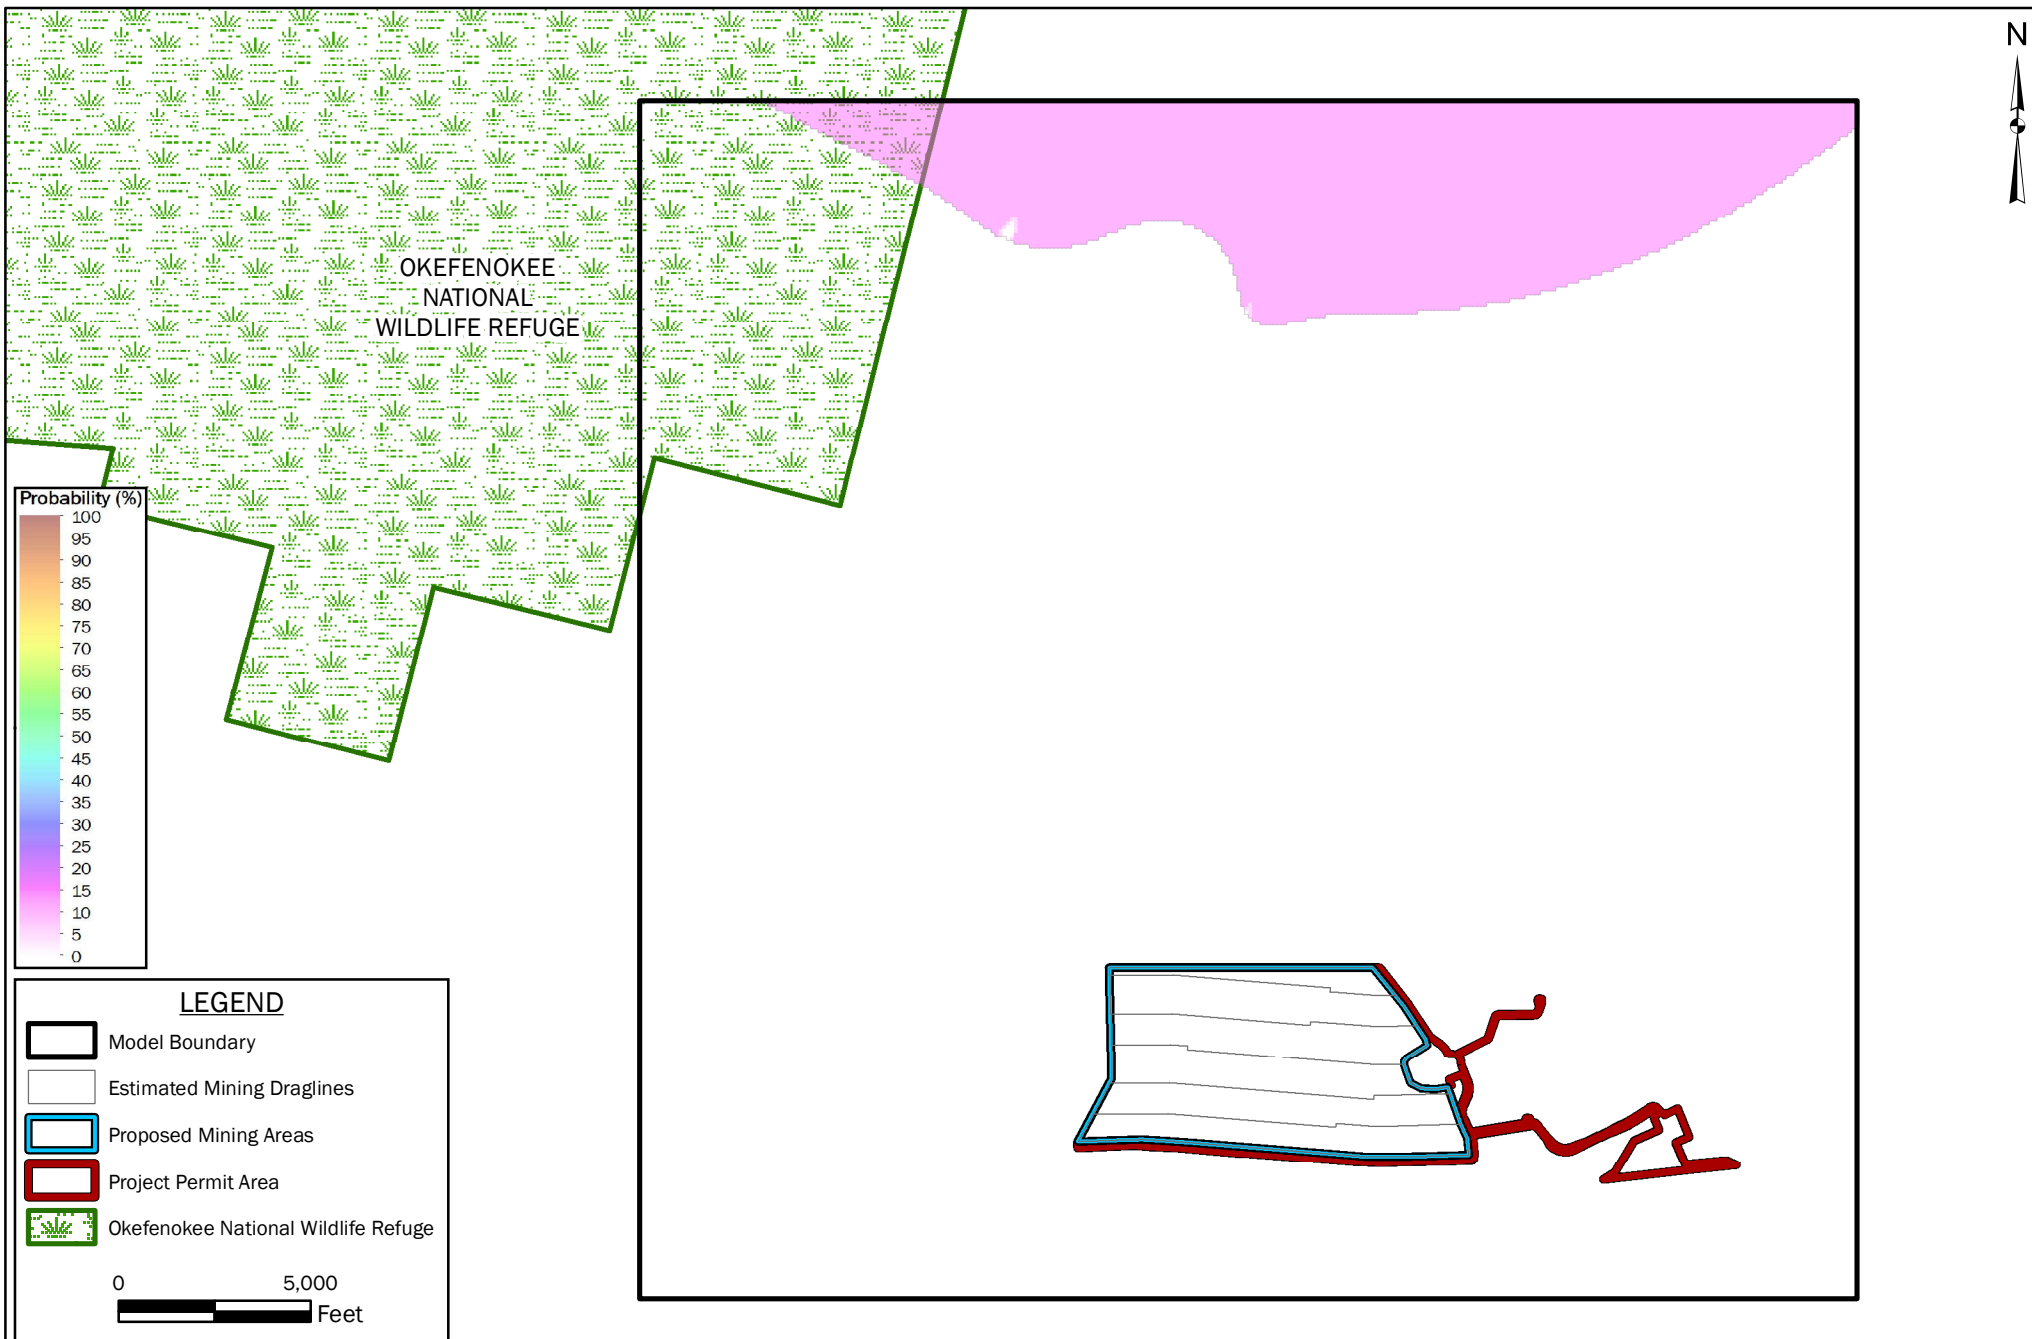 N
OKEFENOKEE
NATIONAL
WILDLIFE REFUGE
Probability (%)
100
95
90
85
80
75
70
65
60
55
50
45
40
35
30
25
20
15
10
5
0
LEGEND
Model Boundary
Estimated Mining Draglines
Proposed Mining Areas
Project Permit Area
Okefenokee National Wildlife Refuge
0 5,000
Feet